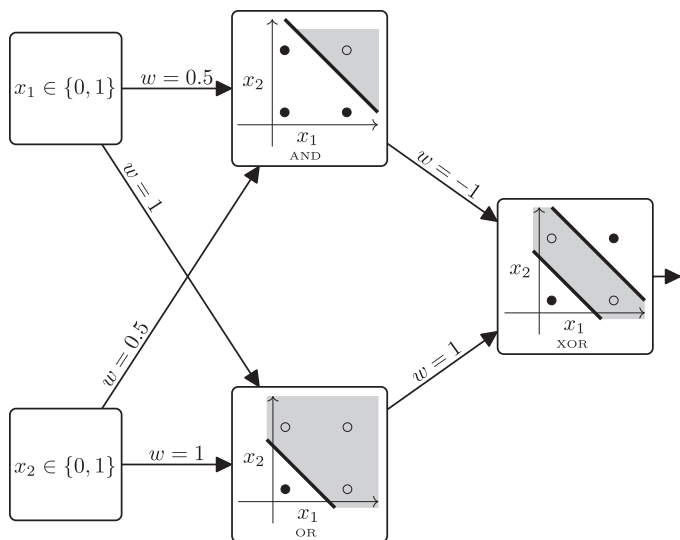 x₁ ∈ {0, 1}
w = 0.5
x₂
x₁
AND
w = 1
w = −1
x₂
x₁
XOR
w = 0.5
w = 1
x₂ ∈ {0, 1}
w = 1
x₂
x₁
OR